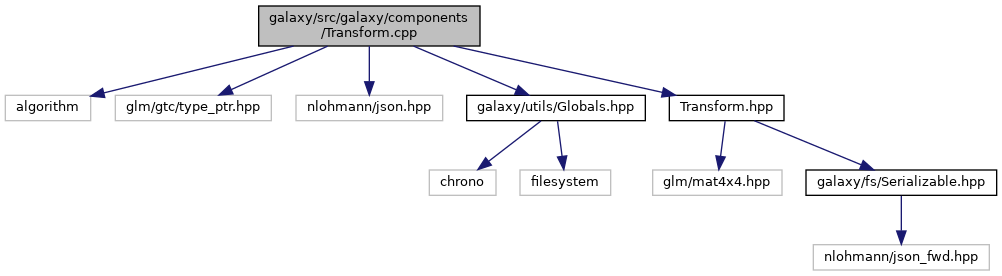 galaxy/src/galaxy/components
/Transform.cpp
algorithm
glm/gtc/type_ptr.hpp
nlohmann/json.hpp
galaxy/utils/Globals.hpp
Transform.hpp
chrono
filesystem
glm/mat4x4.hpp
galaxy/fs/Serializable.hpp
nlohmann/json_fwd.hpp